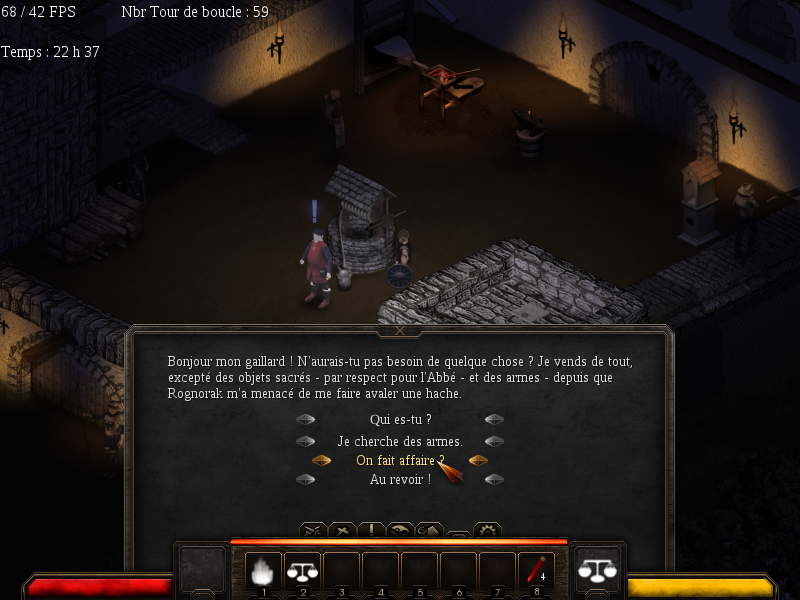 68 / 42 FPS
Nbr Tour de boucle : 59
Temps : 22 h 37
Bonjour mon gaillard ! N'aurais-tu pas besoin de quelque chose ? Je vends de tout,
excepté des objets sacrés - par respect pour l'Abbé - et des armes - depuis que
Rognorak m'a menacé de me faire avaler une hache.
Qui es-tu ?
Je cherche des armes.
On fait affaire ?
Au revoir !
4
1 2 3 4 5 6 7 8